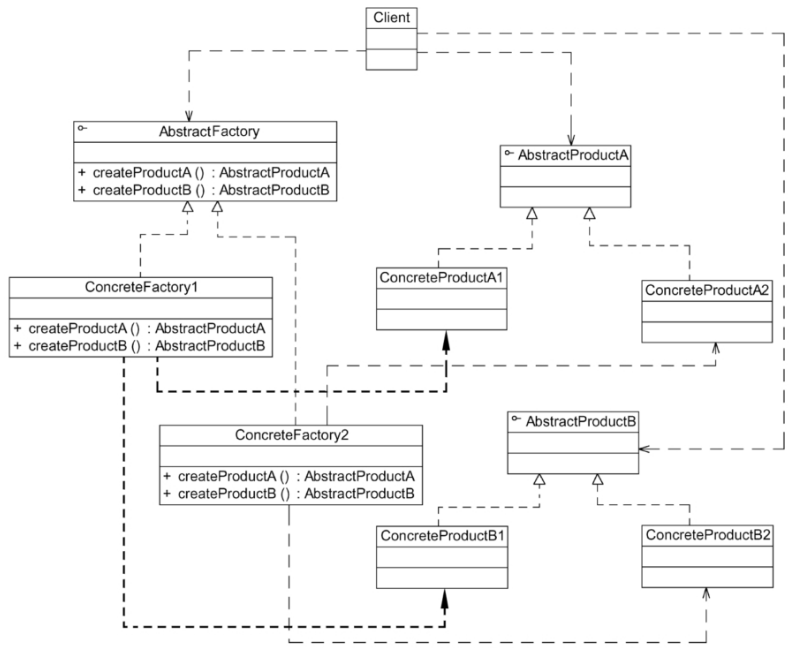 Client
AbstractFactory
+ createProductA () : AbstractProductA
+ createProductB () : AbstractProductB
AbstractProductA
ConcreteFactory1
+ createProductA () : AbstractProductA
+ createProductB () : AbstractProductB
ConcreteProductA1
ConcreteProductA2
ConcreteFactory2
+ createProductA () : AbstractProductA
+ createProductB () : AbstractProductB
AbstractProductB
ConcreteProductB1
ConcreteProductB2